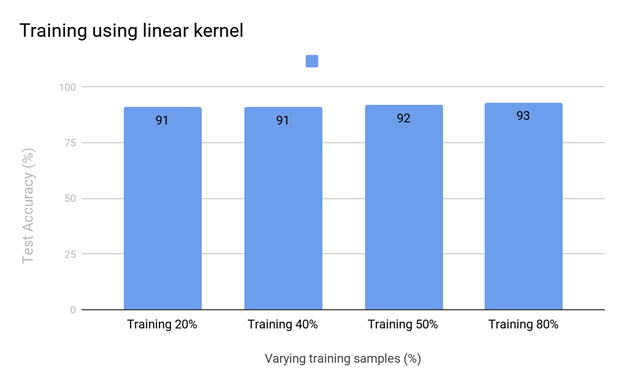 Training using linear kernel
100
75
50
25
0
Test Accuracy (%)
91
91
92
93
Training 20%
Training 40%
Training 50%
Training 80%
Varying training samples (%)